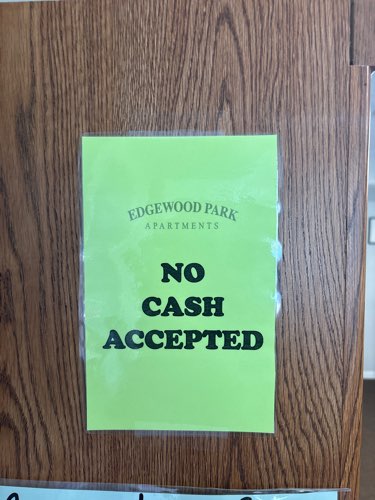 EDGEWOOD PARK
APARTMENTS
NO
CASH
ACCEPTED